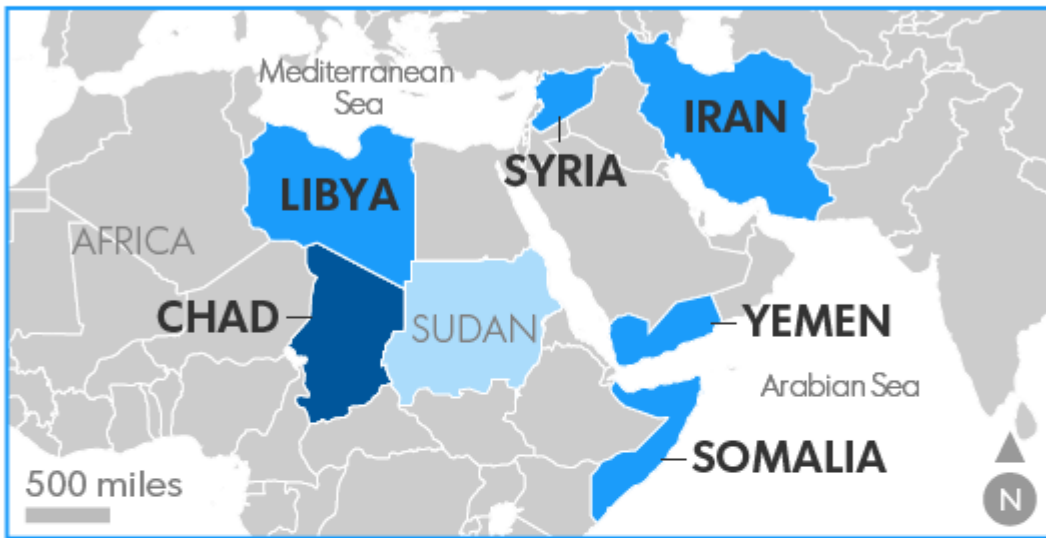 Mediterranean
Sea
IRAN
SYRIA
LIBYA
AFRICA
CHAD
SUDAN
YEMEN
Arabian Sea
SOMALIA
500 miles
N